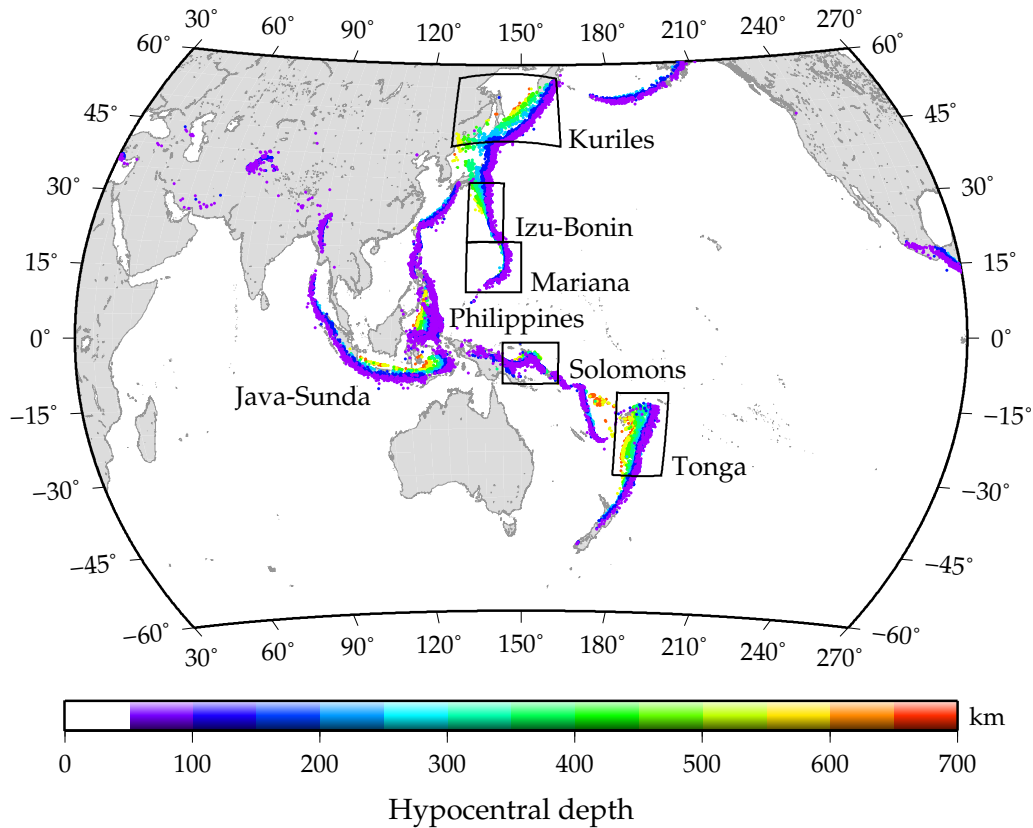 30˚ 60˚ 90˚ 120˚ 150˚ 180˚ 210˚ 240˚ 270˚
60˚ 60˚
45˚ 45˚
Kuriles
30˚ 30˚
Izu-Bonin
15˚ 15˚
Mariana
Philippines
0˚ 0˚
Solomons
Java-Sunda
−15˚ −15˚
Tonga
−30˚ −30˚
−45˚ −45˚
−60˚ −60˚
30˚ 60˚ 90˚ 120˚ 150˚ 180˚ 210˚ 240˚ 270˚
km
0 100 200 300 400 500 600 700
Hypocentral depth